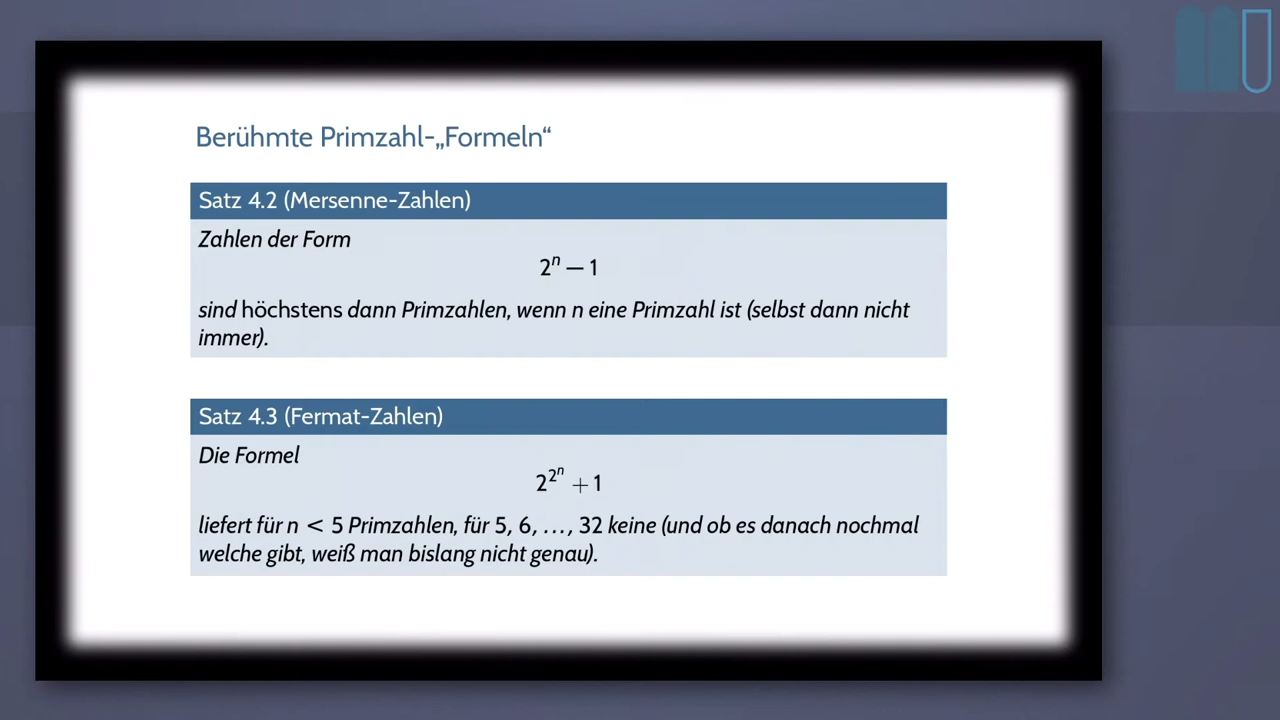 Berühmte Primzahl-„Formeln“
Satz 4.2 (Mersenne-Zahlen)
Zahlen der Form
2ⁿ − 1
sind höchstens dann Primzahlen, wenn n eine Primzahl ist (selbst dann nicht
immer).
Satz 4.3 (Fermat-Zahlen)
Die Formel
2^{2^n} + 1
liefert für n < 5 Primzahlen, für 5, 6, …, 32 keine (und ob es danach nochmal
welche gibt, weiß man bislang nicht genau).